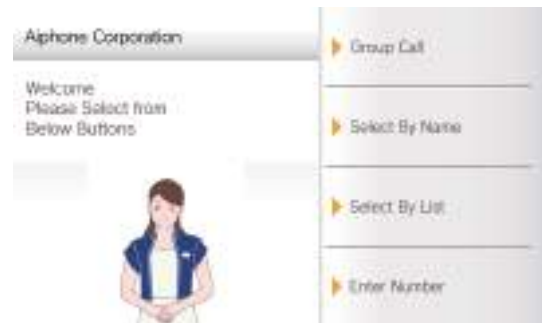 Aiphone Corporation
Welcome
Please Select from
Below Buttons
Group Call
Select By Name
Select By List
Enter Number